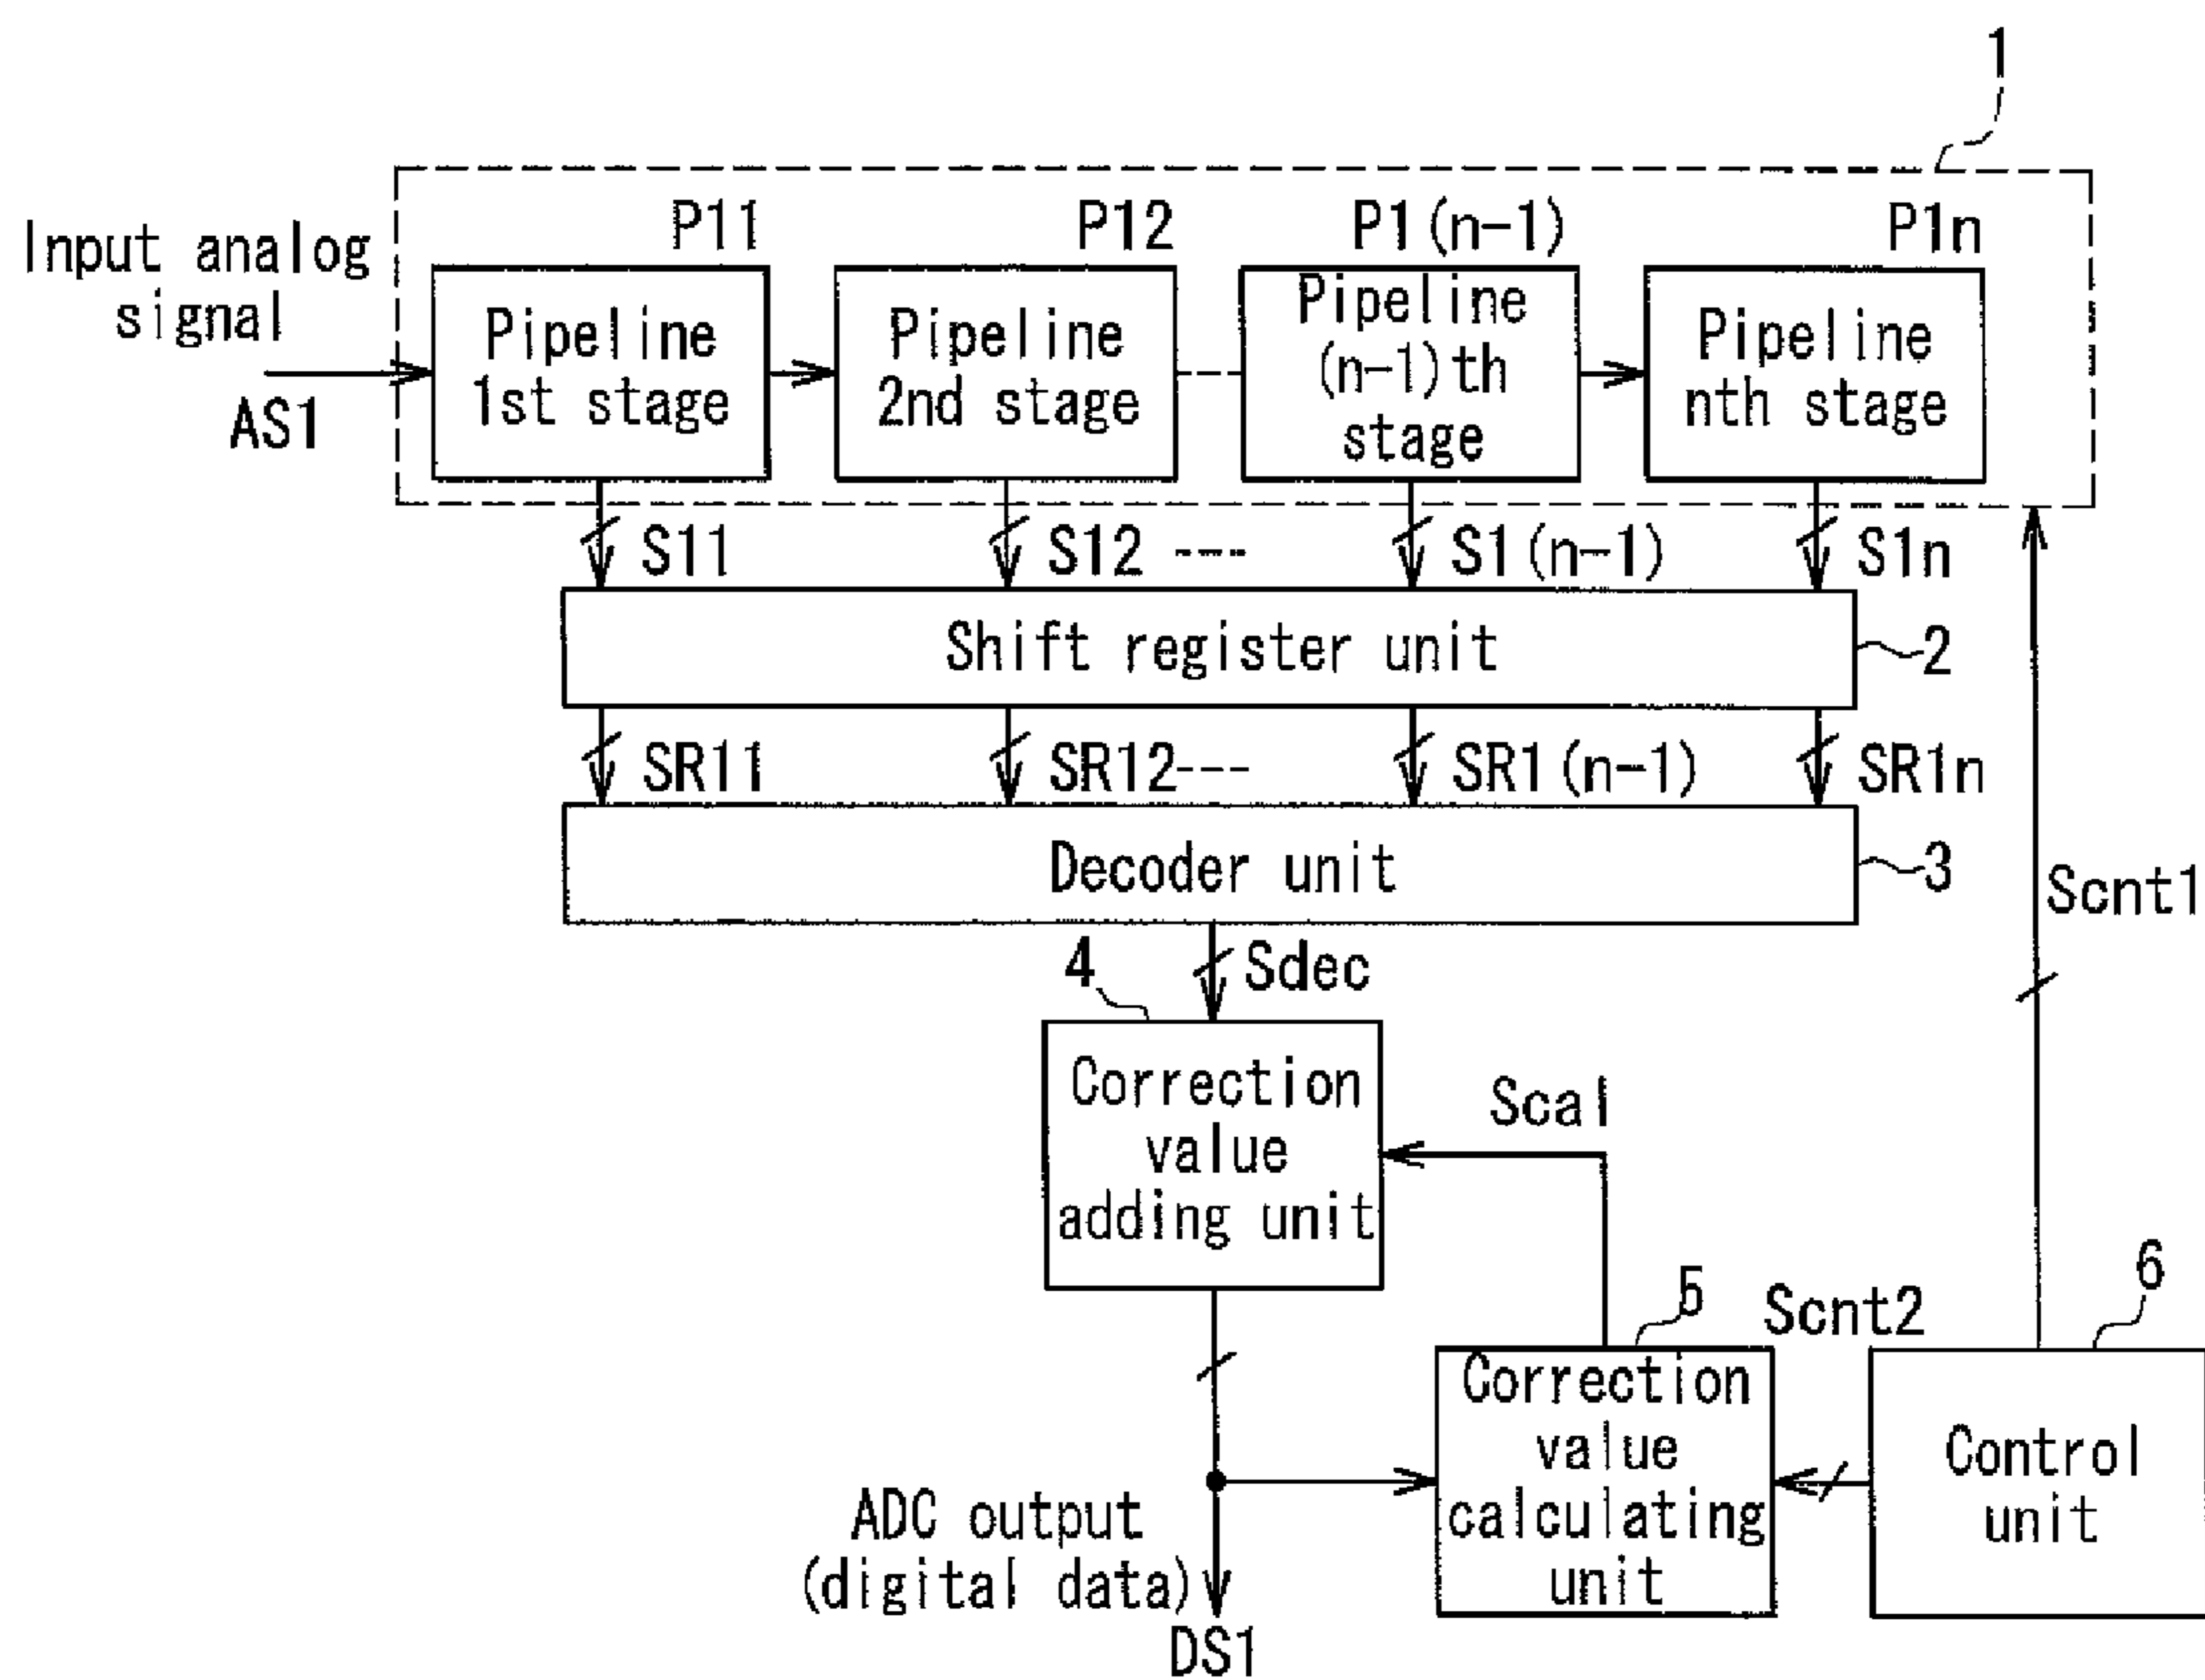 1
Input analog
signal
AS1
P11
P12
P1(n-1)
P1n
Pipeline
1st stage
Pipeline
2nd stage
Pipeline
(n-1)th
stage
Pipeline
nth stage
S11
S12 ---
S1(n-1)
S1n
Shift register unit
2
SR11
SR12---
SR1(n-1)
SR1n
Decoder unit
3
Scnt1
4
Sdec
Correction
value
adding unit
Scal
5
Scnt2
6
Correction
value
calculating
unit
Control
unit
ADC output
(digital data)
DS1